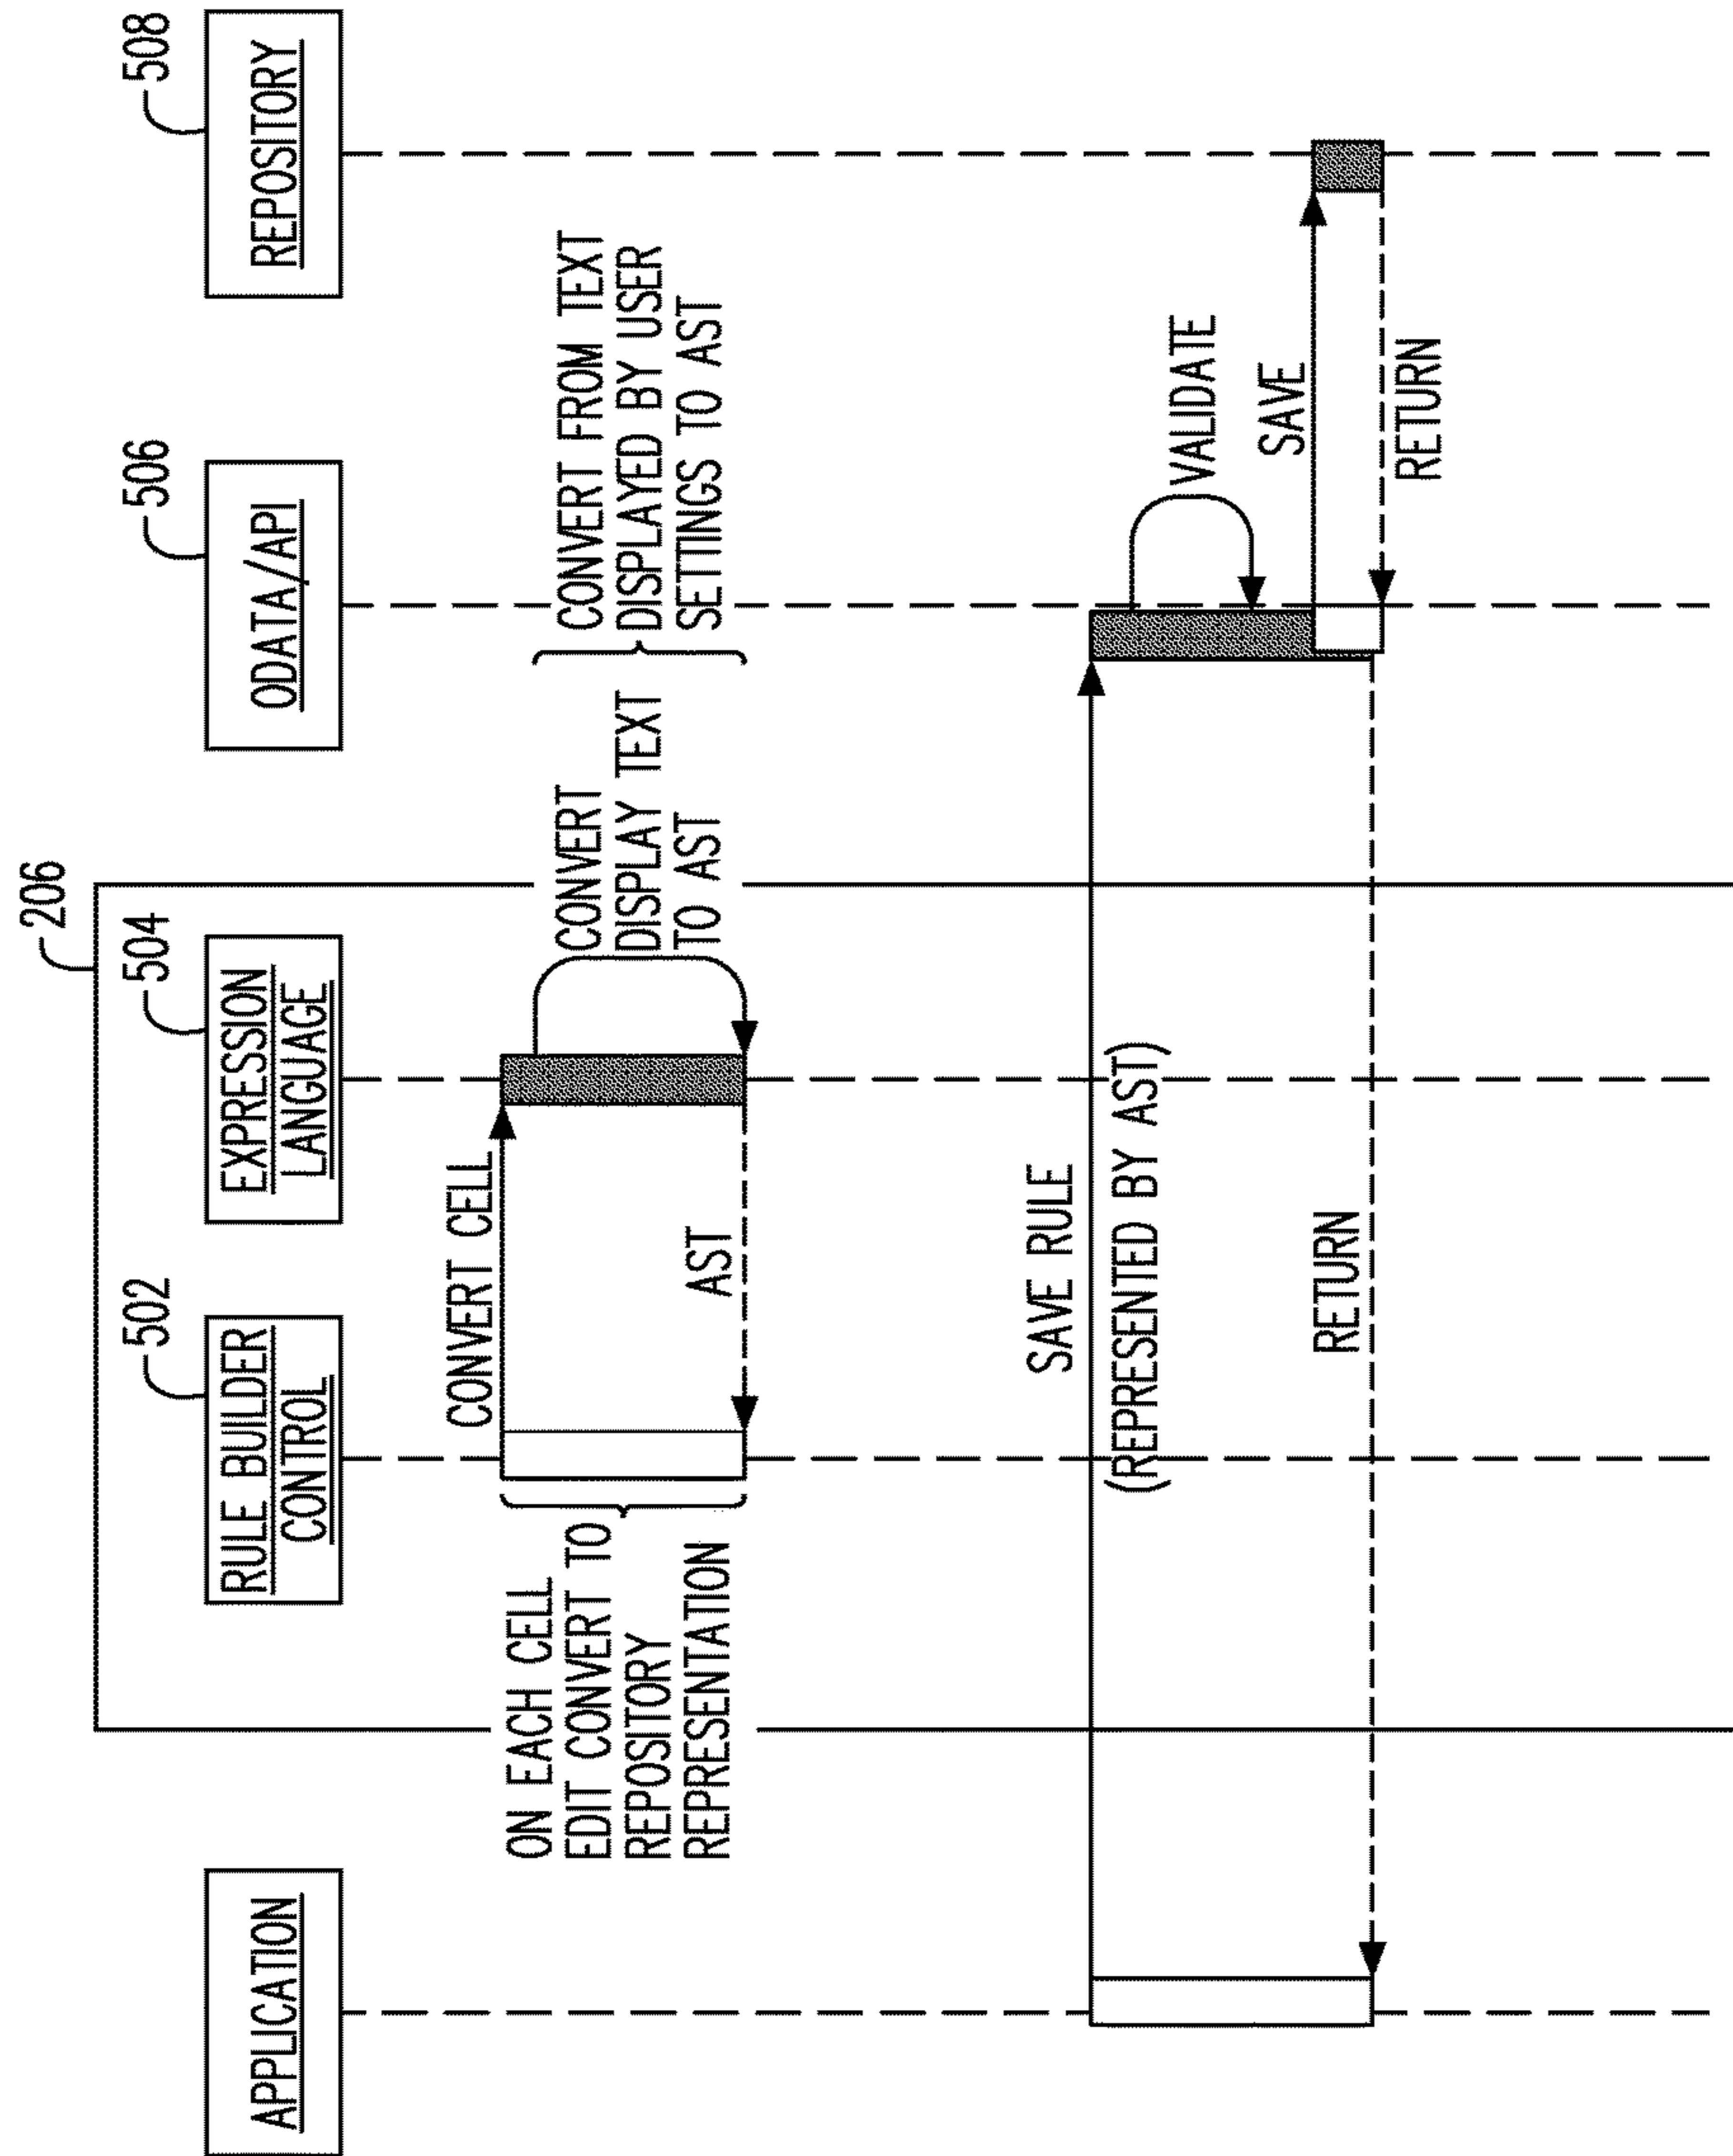 206
APPLICATION
502
RULE BUILDER
CONTROL
504
EXPRESSION
LANGUAGE
506
ODATA/API
508
REPOSITORY
ON EACH CELL
EDIT CONVERT TO
REPOSITORY
REPRESENTATION
CONVERT CELL
AST
CONVERT
DISPLAY TEXT
TO AST
CONVERT FROM TEXT
DISPLAYED BY USER
SETTINGS TO AST
SAVE RULE
(REPRESENTED BY AST)
VALIDATE
SAVE
RETURN
RETURN